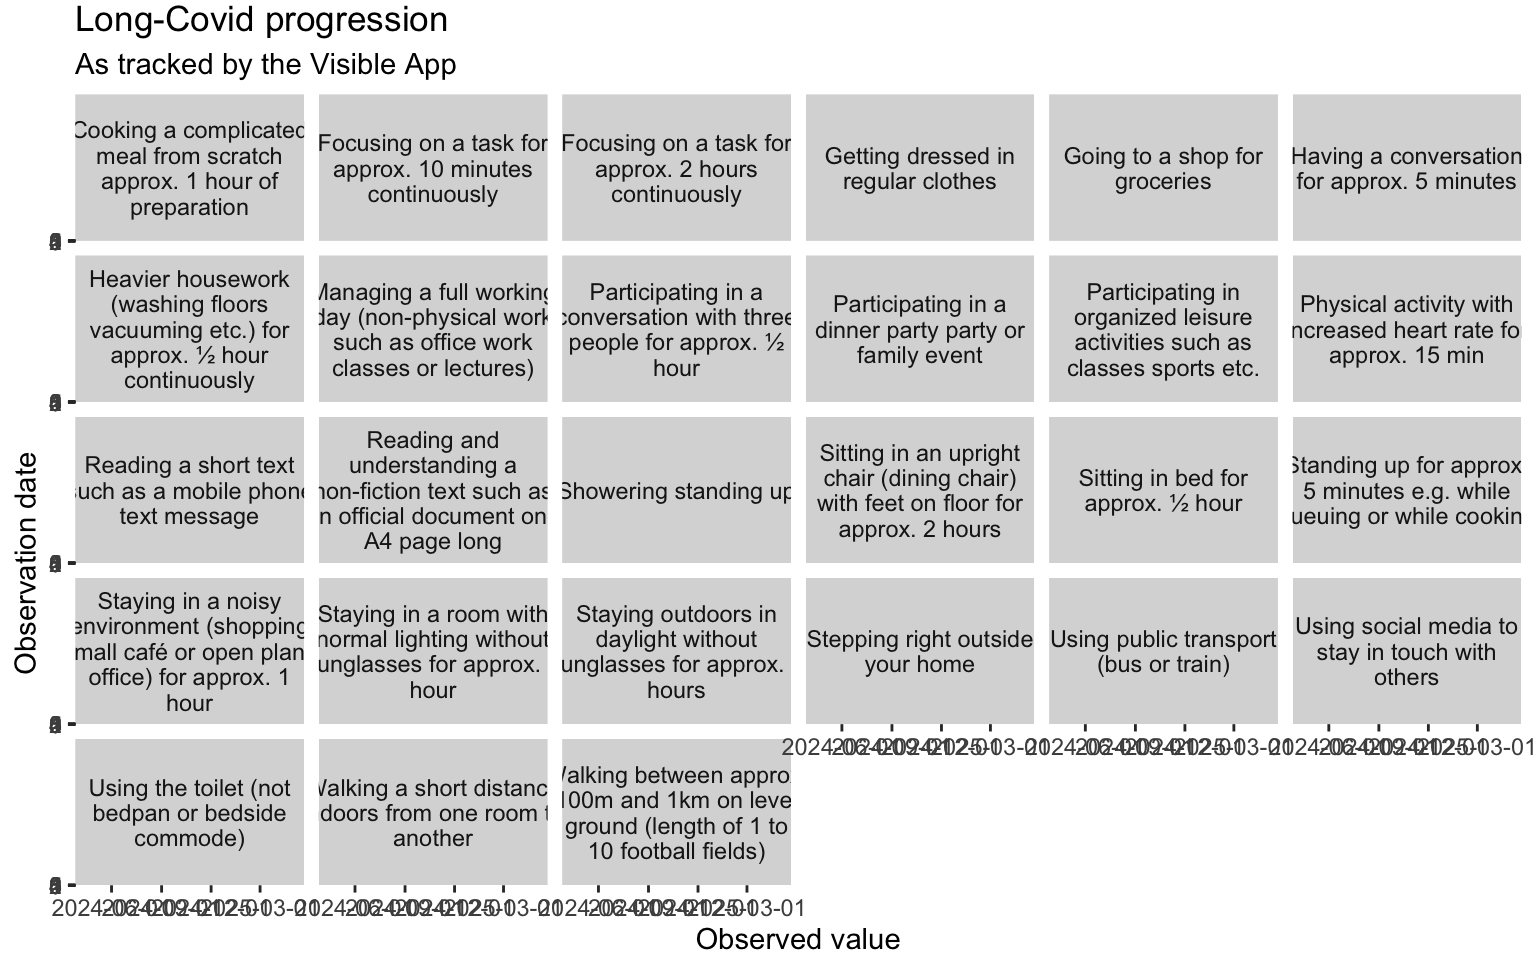 Long-Covid progression
As tracked by the Visible App
Cooking a complicated
meal from scratch
approx. 1 hour of
preparation
Focusing on a task for
approx. 10 minutes
continuously
Focusing on a task for
approx. 2 hours
continuously
Getting dressed in
regular clothes
Going to a shop for
groceries
Having a conversation
for approx. 5 minutes
Heavier housework
(washing floors
vacuuming etc.) for
approx. ½ hour
continuously
Managing a full working
day (non-physical work
such as office work
classes or lectures)
Participating in a
conversation with three
people for approx. ½
hour
Participating in a
dinner party party or
family event
Participating in
organized leisure
activities such as
classes sports etc.
Physical activity with
increased heart rate for
approx. 15 min
Observation date
Reading a short text
such as a mobile phone
text message
Reading and
understanding a
non-fiction text such as
n official document on
A4 page long
Showering standing up
Sitting in an upright
chair (dining chair)
with feet on floor for
approx. 2 hours
Sitting in bed for
approx. ½ hour
Standing up for approx
5 minutes e.g. while
ueuing or while cookin
Staying in a noisy
environment (shopping
mall café or open plan
office) for approx. 1
hour
Staying in a room with
normal lighting without
unglasses for approx.
hour
Staying outdoors in
daylight without
unglasses for approx.
hours
Stepping right outside
your home
Using public transport
(bus or train)
Using social media to
stay in touch with
others
Using the toilet (not
bedpan or bedside
commode)
Walking a short distanc
doors from one room t
another
Walking between approx
100m and 1km on leve
ground (length of 1 to
10 football fields)
Observed value